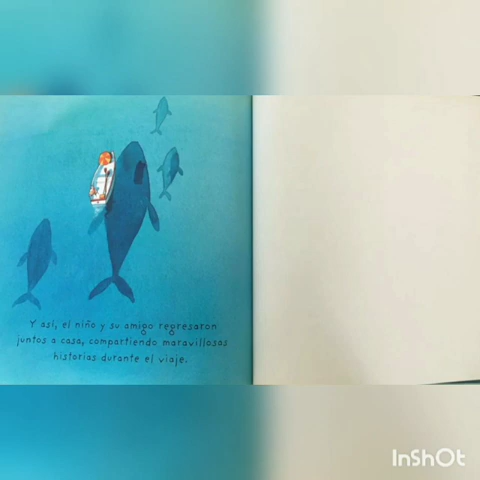 Y así, el niño y su amigo regresaron
juntos a casa, compartiendo maravillosas
historias durante el viaje.
InShOt